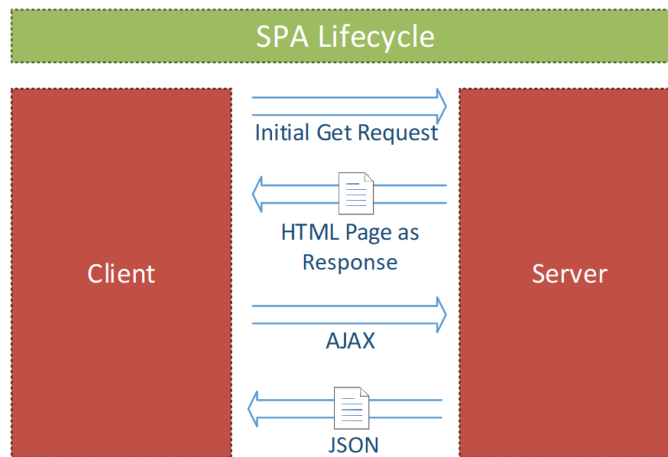 SPA Lifecycle
Initial Get Request
HTML Page as
Response
Client
Server
AJAX
JSON